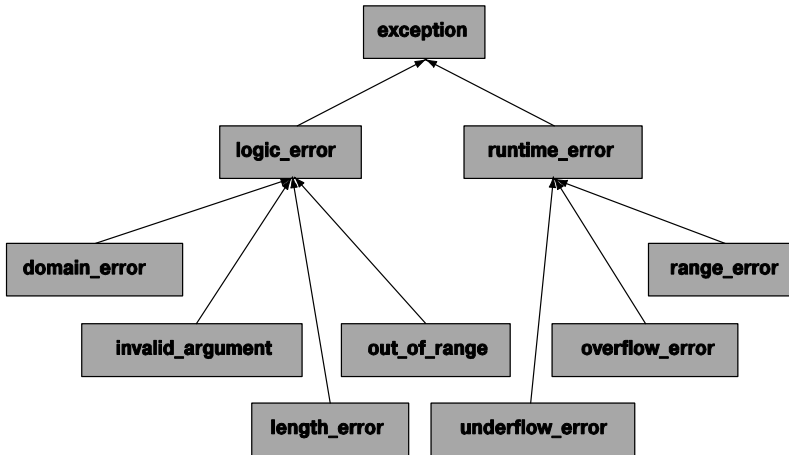 exception
logic_error
runtime_error
domain_error
range_error
invalid_argument
out_of_range
overflow_error
length_error
underflow_error